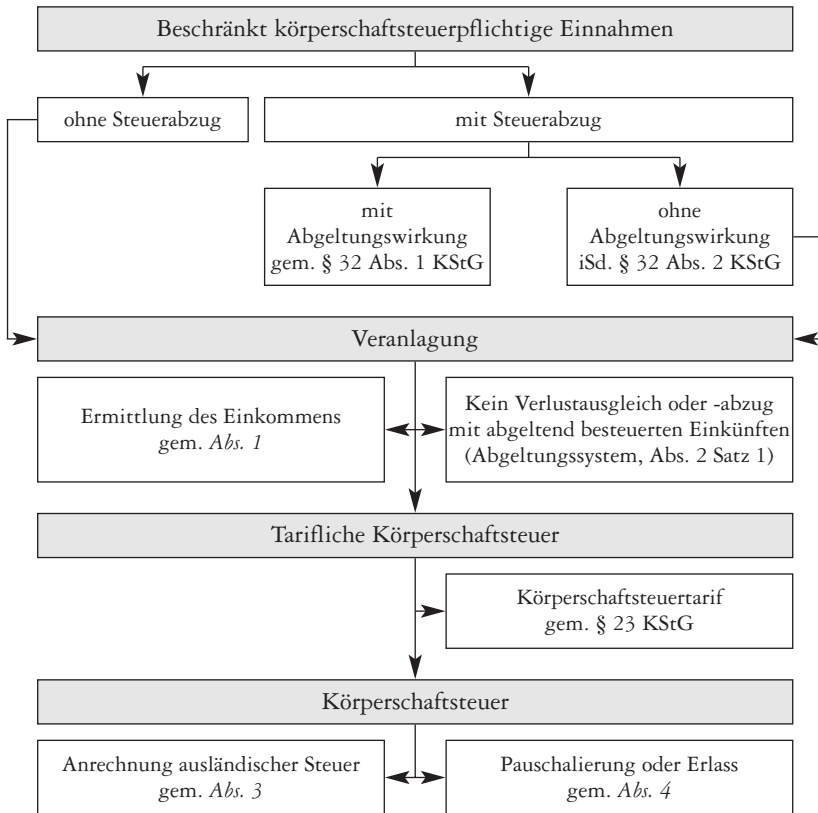 Beschränkt körperschaftsteuerpflichtige Einnahmen
ohne Steuerabzug
mit Steuerabzug
mit
Abgeltungswirkung
gem. § 32 Abs. 1 KStG
ohne
Abgeltungswirkung
iSd. § 32 Abs. 2 KStG
Veranlagung
Ermittlung des Einkommens
gem. Abs. 1
Kein Verlustausgleich oder -abzug
mit abgeltend besteuerten Einkünften
(Abgeltungssystem, Abs. 2 Satz 1)
Tarifliche Körperschaftsteuer
Körperschaftsteuertarif
gem. § 23 KStG
Körperschaftsteuer
Anrechnung ausländischer Steuer
gem. Abs. 3
Pauschalierung oder Erlass
gem. Abs. 4